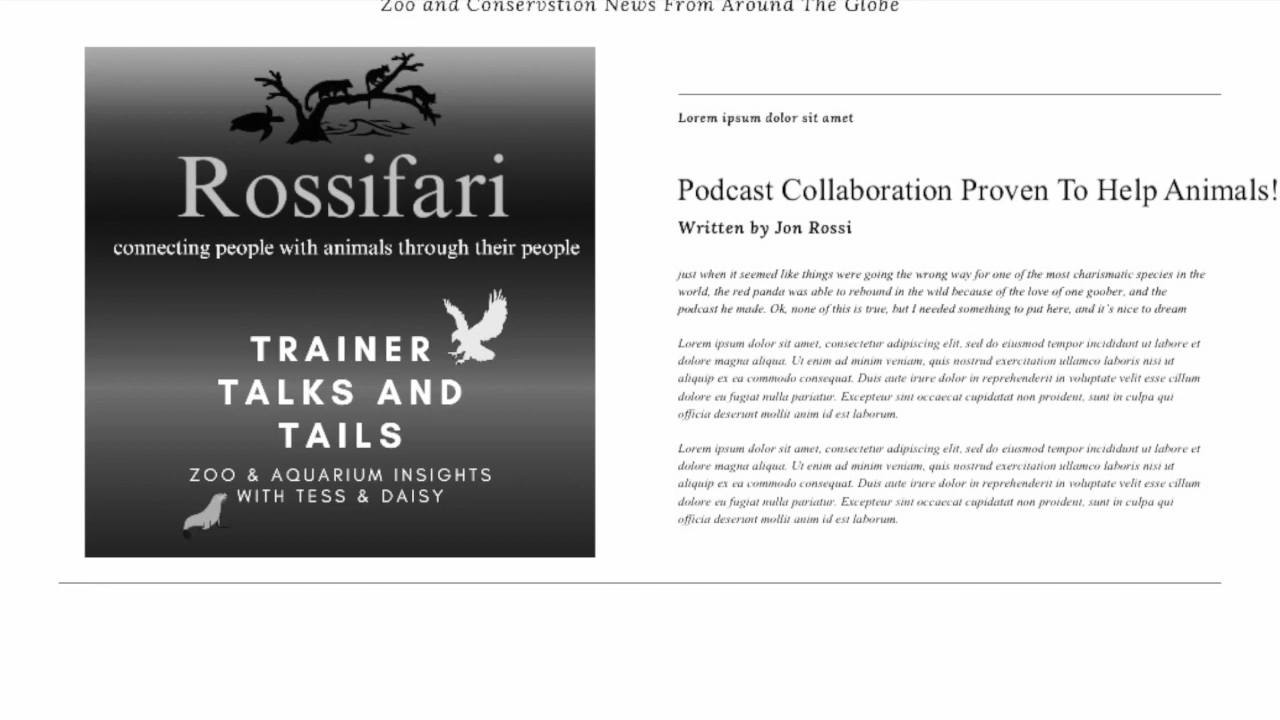 Zoo and Conservstion News From Around The Globe
Rossifari
connecting people with animals through their people
TRAINER
TALKS AND
TAILS
ZOO & AQUARIUM INSIGHTS
WITH TESS & DAISY
Lorem ipsum dolor sit amet
Podcast Collaboration Proven To Help Animals!
Written by Jon Rossi
just when it seemed like things were going the wrong way for one of the most charismatic species in the
world, the red panda was able to rebound in the wild because of the love of one goober, and the
podcast he made. Ok, none of this is true, but I needed something to put here, and it's nice to dream
Lorem ipsum dolor sit amet, consectetur adipiscing elit, sed do eiusmod tempor incididunt ut labore et
dolore magna aliqua. Ut enim ad minim veniam, quis nostrud exercitation ullamco laboris nisi ut
aliquip ex ea commodo consequat. Duis aute irure dolor in reprehenderit in voluptate velit esse cillum
dolore eu fugiat nulla pariatur. Excepteur sint occaecat cupidatat non proident, sunt in culpa qui
officia deserunt mollit anim id est laborum.
Lorem ipsum dolor sit amet, consectetur adipiscing elit, sed do eiusmod tempor incididunt ut labore et
dolore magna aliqua. Ut enim ad minim veniam, quis nostrud exercitation ullamco laboris nisi ut
aliquip ex ea commodo consequat. Duis aute irure dolor in reprehenderit in voluptate velit esse cillum
dolore eu fugiat nulla pariatur. Excepteur sint occaecat cupidatat non proident, sunt in culpa qui
officia deserunt mollit anim id est laborum.